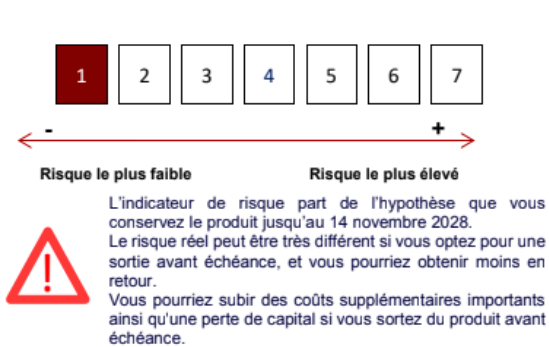 1 2 3 4 5 6 7
- +
Risque le plus faible Risque le plus élevé
L'indicateur de risque part de l'hypothèse que vous
conservez le produit jusqu'au 14 novembre 2028.
Le risque réel peut être très différent si vous optez pour une
sortie avant échéance, et vous pourriez obtenir moins en
retour.
Vous pourriez subir des coûts supplémentaires importants
ainsi qu'une perte de capital si vous sortez du produit avant
échéance.